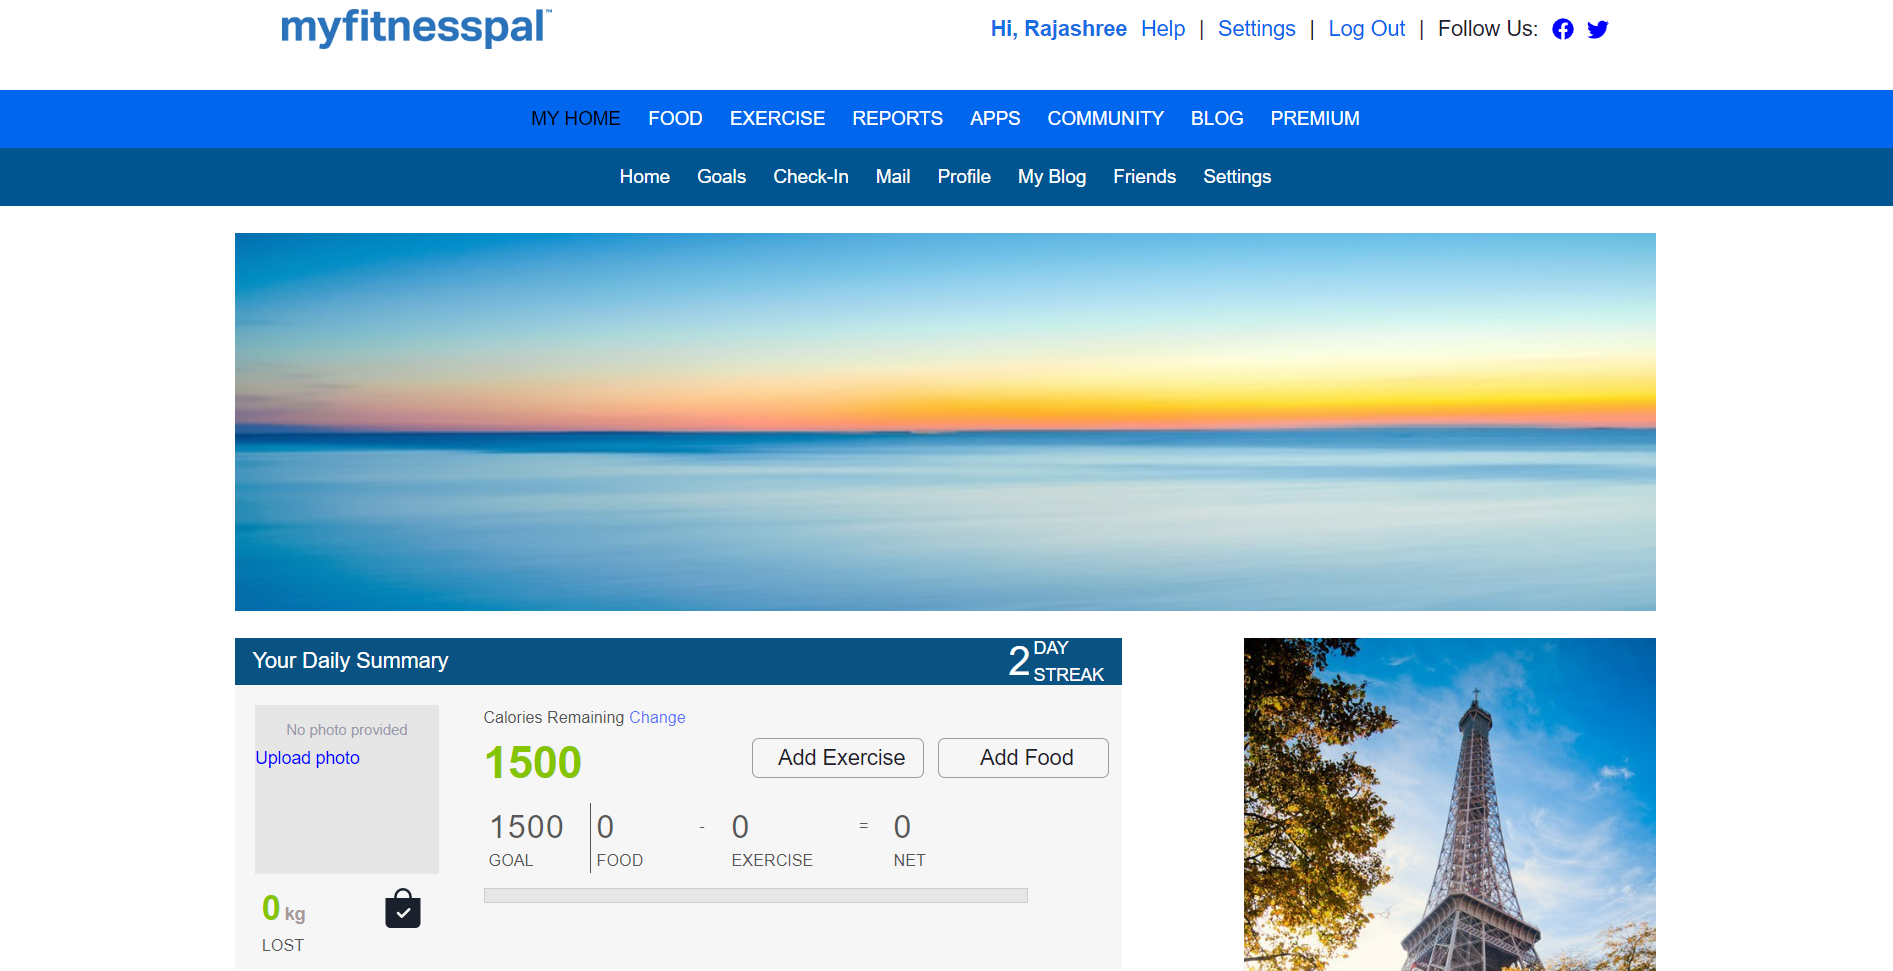 myfitnesspal™
Hi, Rajashree Help | Settings | Log Out | Follow Us:
MY HOME FOOD EXERCISE REPORTS APPS COMMUNITY BLOG PREMIUM
Home Goals Check-In Mail Profile My Blog Friends Settings
Your Daily Summary
2 DAY STREAK
No photo provided
Upload photo
0 kg
LOST
Calories Remaining Change
1500
Add Exercise Add Food
1500 0 - 0 = 0
GOAL FOOD EXERCISE NET